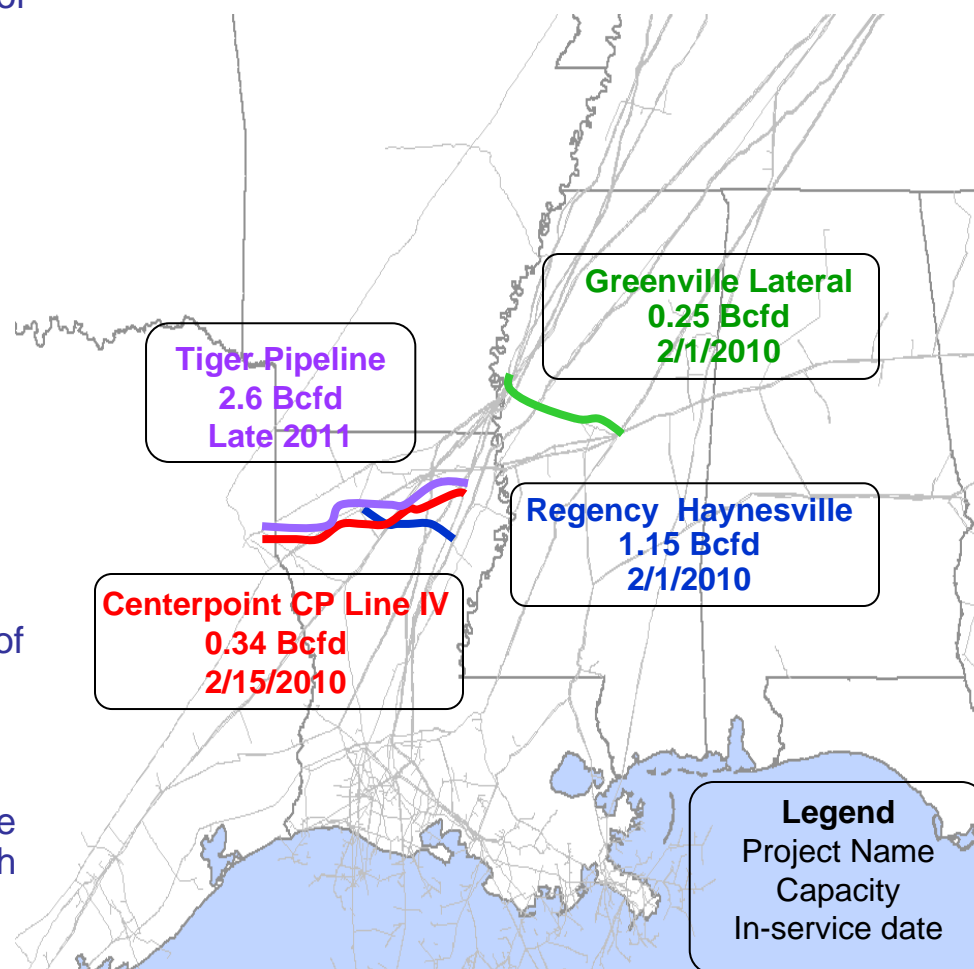 of
Greenville Lateral
0.25 Bcfd
2/1/2010
Tiger Pipeline
2.6 Bcfd
Late 2011
Regency Haynesville
1.15 Bcfd
2/1/2010
Centerpoint CP Line IV
0.34 Bcfd
2/15/2010
of
e
h
Legend
Project Name
Capacity
In-service date